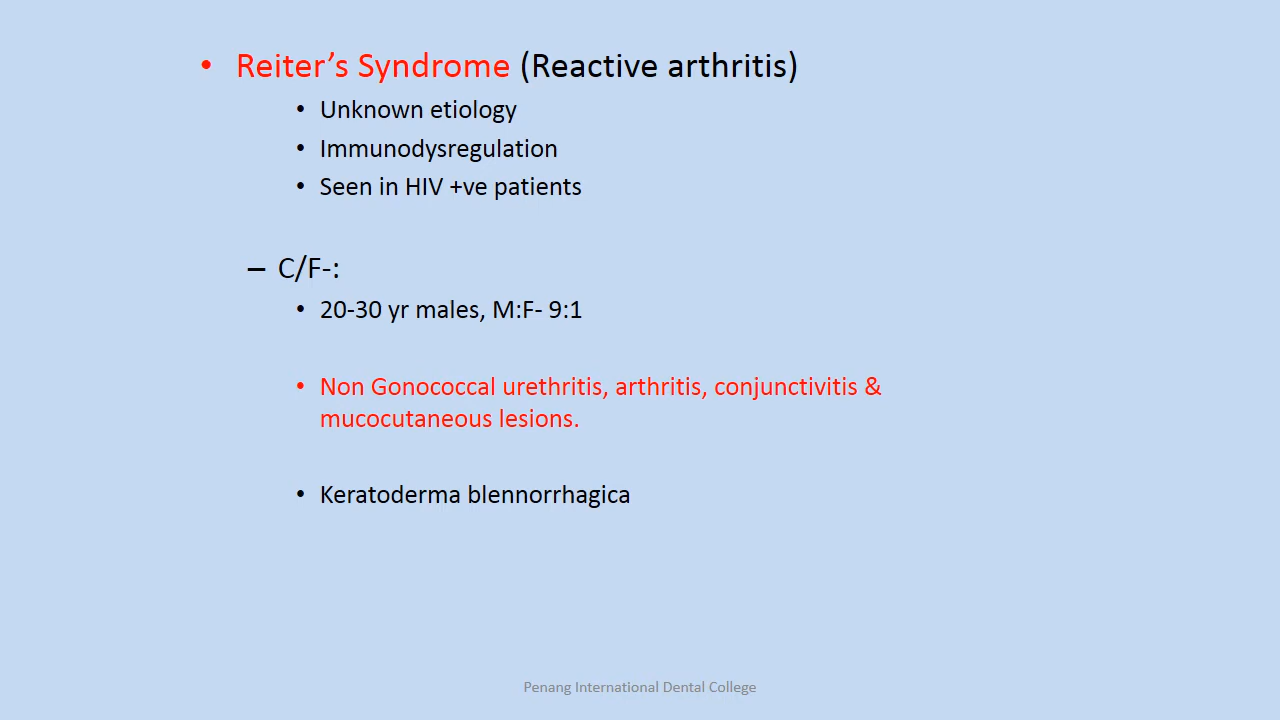 • Reiter's Syndrome (Reactive arthritis)
• Unknown etiology
• Immunodysregulation
• Seen in HIV +ve patients
– C/F-:
• 20-30 yr males, M:F- 9:1
• Non Gonococcal urethritis, arthritis, conjunctivitis &
mucocutaneous lesions.
• Keratoderma blennorrhagica
Penang International Dental College